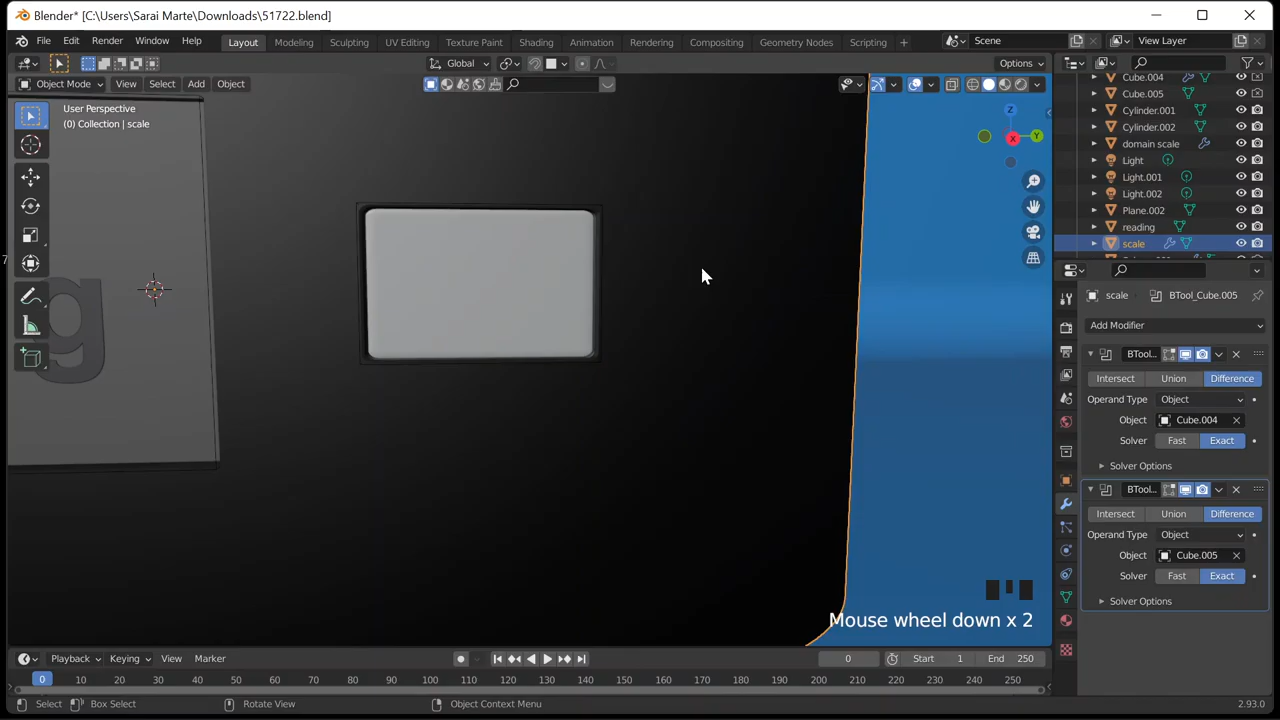 Blender* [C:\Users\Sarai Marte\Downloads\51722.blend]
File Edit Render Window Help Layout Modeling Sculpting UV Editing Texture Paint Shading Animation Rendering Compositing Geometry Nodes Scripting + Scene View Layer
Global Options
Object Mode View Select Add Object
User Perspective
(0) Collection | scale
Z
X
Y
7
g
Cube.004
Cube.005
Cylinder.001
Cylinder.002
domain scale
Light
Light.001
Light.002
Plane.002
reading
scale
scale BTool_Cube.005
Add Modifier
BTool...
Intersect Union Difference
Operand Type Object
Object Cube.004
Solver Fast Exact
Solver Options
BTool...
Intersect Union Difference
Operand Type Object
Object Cube.005
Solver Fast Exact
Solver Options
Mouse wheel down x 2
Playback Keying View Marker 0 Start 1 End 250
0 10 20 30 40 50 60 70 80 90 100 110 120 130 140 150 160 170 180 190 200 210 220 230 240 250
Select Box Select Rotate View Object Context Menu 2.93.0